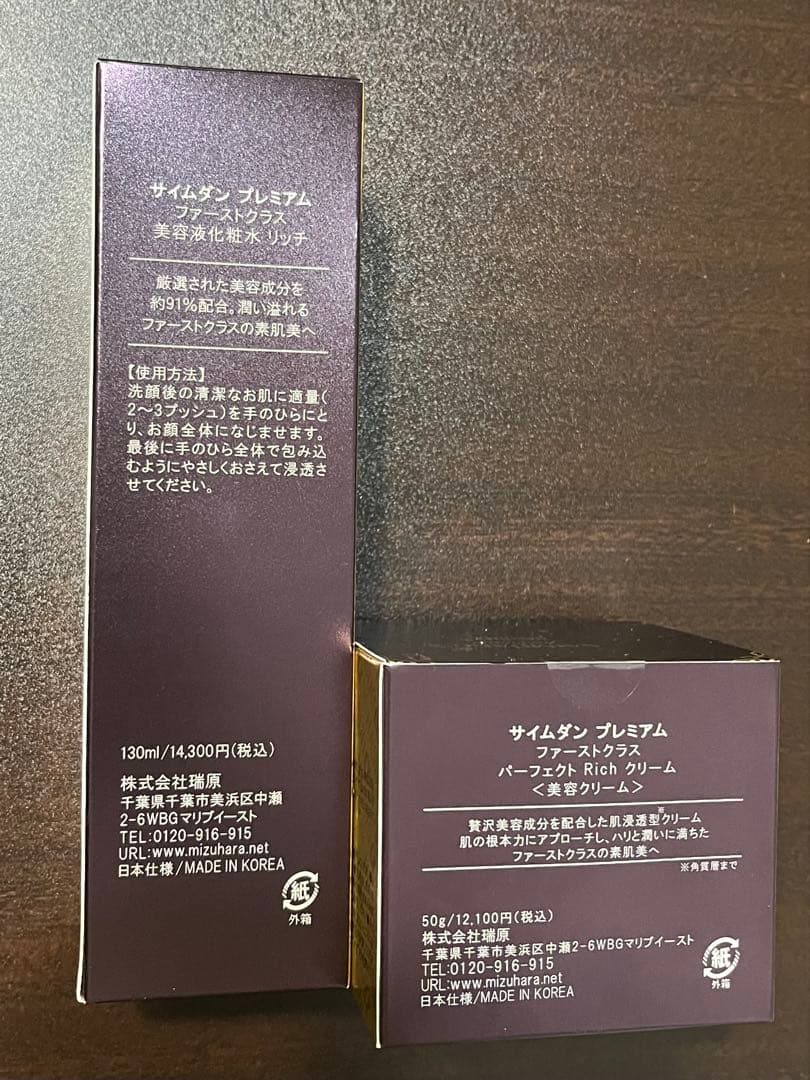 サイムダン プレミアム
ファーストクラス
美容液化粧水 リッチ
厳選された美容成分を
約91%配合。潤い溢れる
ファーストクラスの素肌美へ
【使用方法】
洗顔後の清潔なお肌に適量(
2〜3プッシュ)を手のひらにと
り、お顔全体になじませます。
最後に手のひら全体で包み込
むようにやさしくおさえて浸透さ
せてください。
130ml/14,300円(税込)
株式会社瑞原
千葉県千葉市美浜区中瀬
2-6WBGマリブイースト
TEL:0120-916-915
URL:www.mizuhara.net
日本仕様/MADE IN KOREA
紙
外箱
サイムダン プレミアム
ファーストクラス
パーフェクト Rich クリーム
<美容クリーム>
贅沢美容成分を配合した肌浸透型※クリーム
肌の根本力にアプローチし、ハリと潤いに満ちた
ファーストクラスの素肌美へ
※角質層まで
50g/12,100円(税込)
株式会社瑞原
千葉県千葉市美浜区中瀬2-6WBGマリブイースト
TEL:0120-916-915
URL:www.mizuhara.net
日本仕様/MADE IN KOREA
紙
外箱